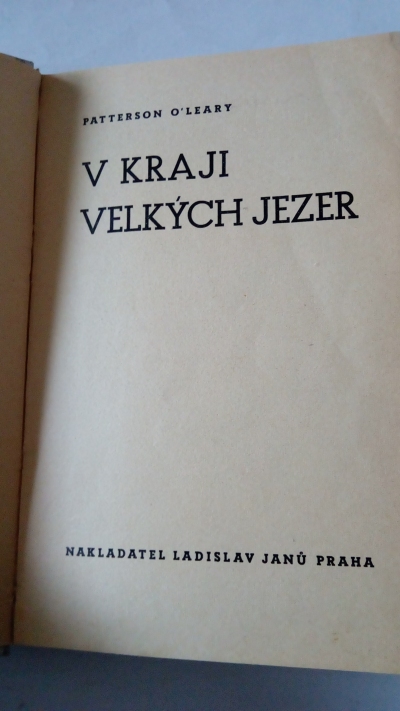 PATTERSON O'LEARY
V KRAJI
VELKÝCH JEZER
NAKLADATEL LADISLAV JANŮ PRAHA